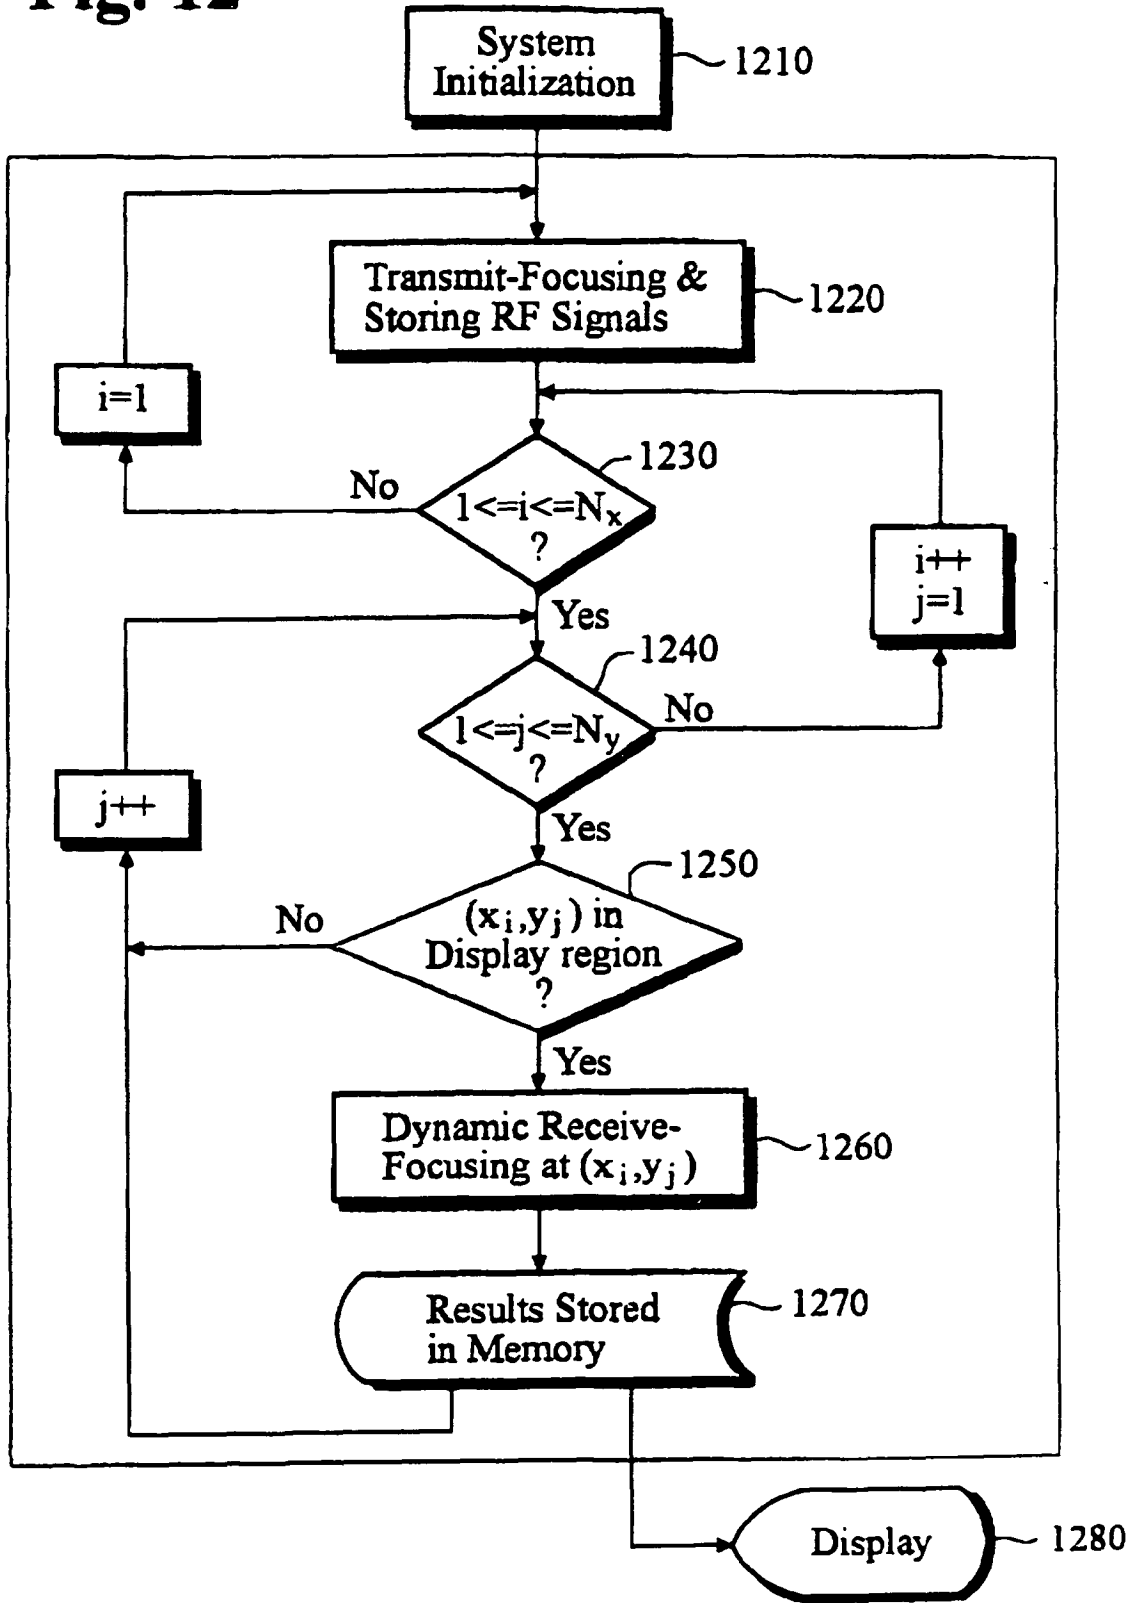 Fig. 12
System
Initialization
1210
Transmit-Focusing &
Storing RF Signals
1220
i=1
1230
No
1<=i<=Nx
?
i++
j=1
Yes
1240
1<=j<=Ny
?
No
j++
Yes
1250
No
(xi,yj) in
Display region
?
Yes
Dynamic Receive-
Focusing at (xi,yj)
1260
Results Stored
in Memory
1270
Display
1280